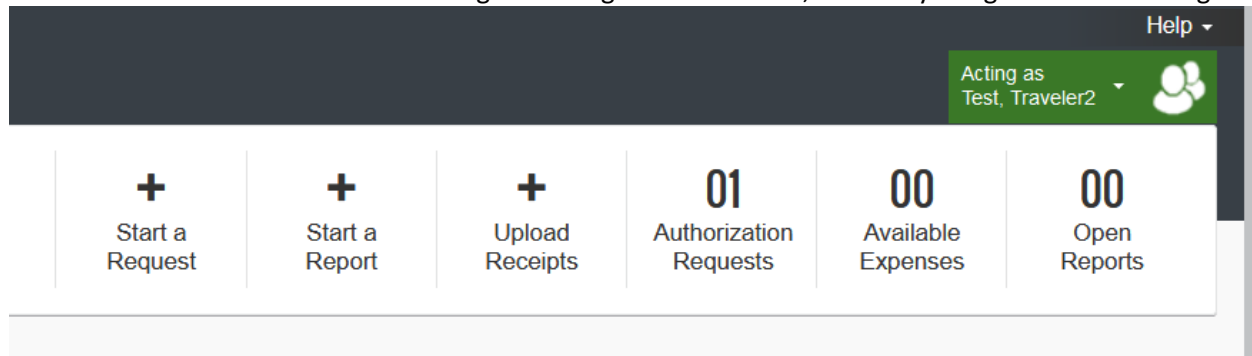 Help
Acting as
Test, Traveler2
+ + + 01 00 00
Start a Start a Upload Authorization Available Open
Request Report Receipts Requests Expenses Reports